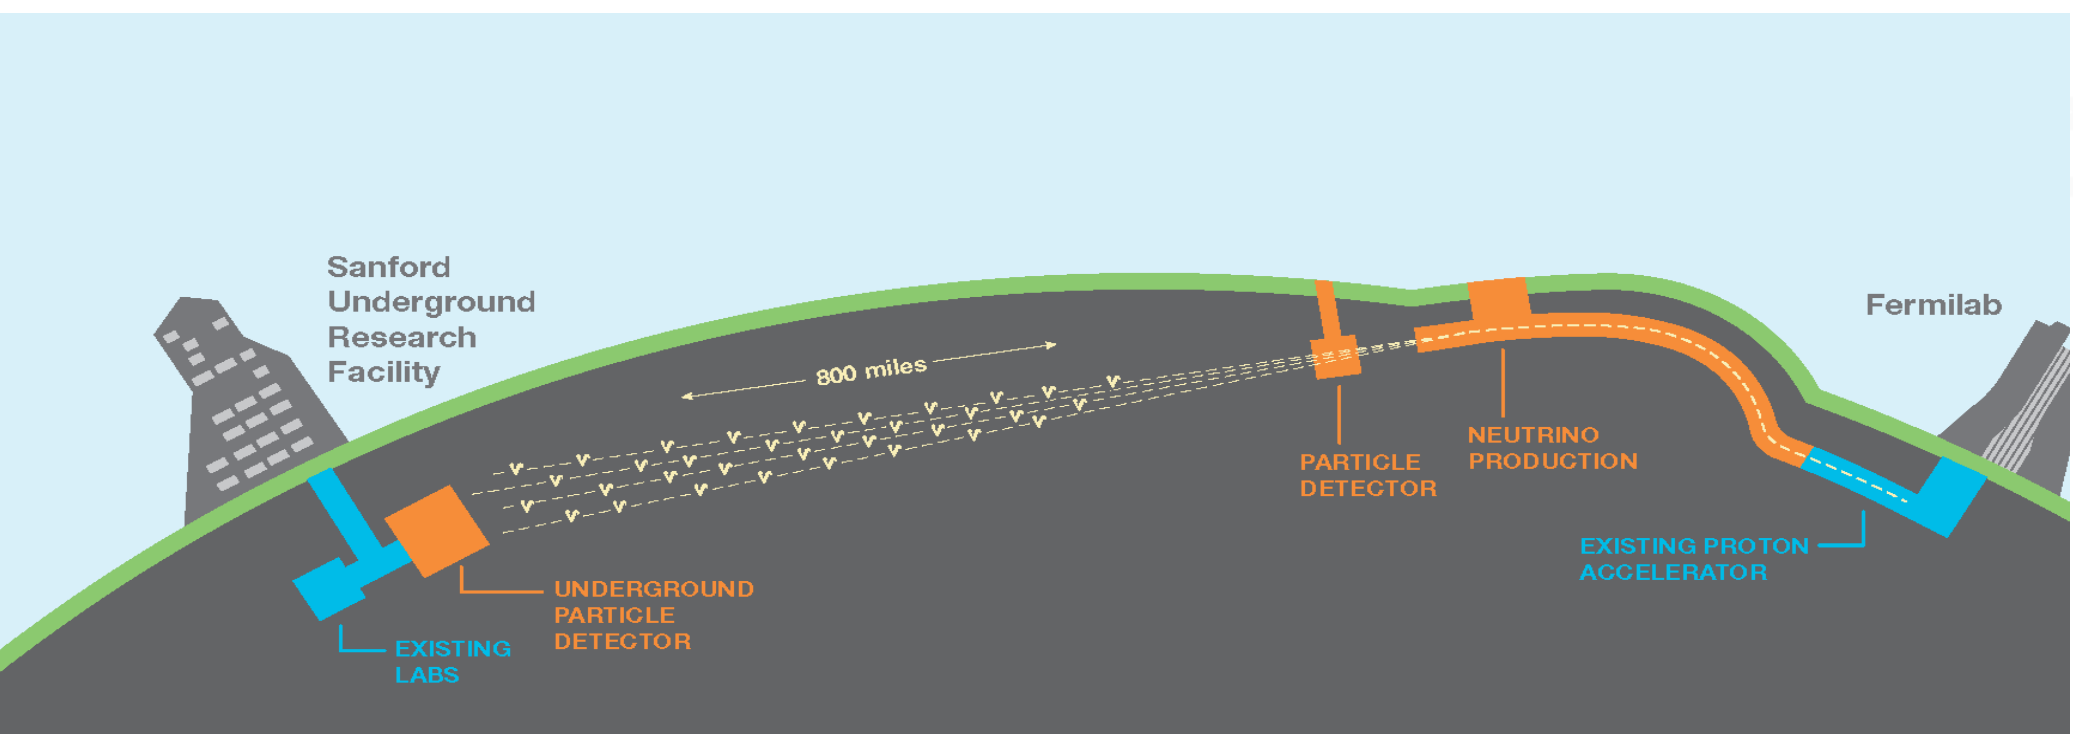 Sanford
Underground
Research
Facility
Fermilab
800 miles
NEUTRINO
PRODUCTION
PARTICLE
DETECTOR
EXISTING PROTON
ACCELERATOR
UNDERGROUND
PARTICLE
DETECTOR
EXISTING
LABS